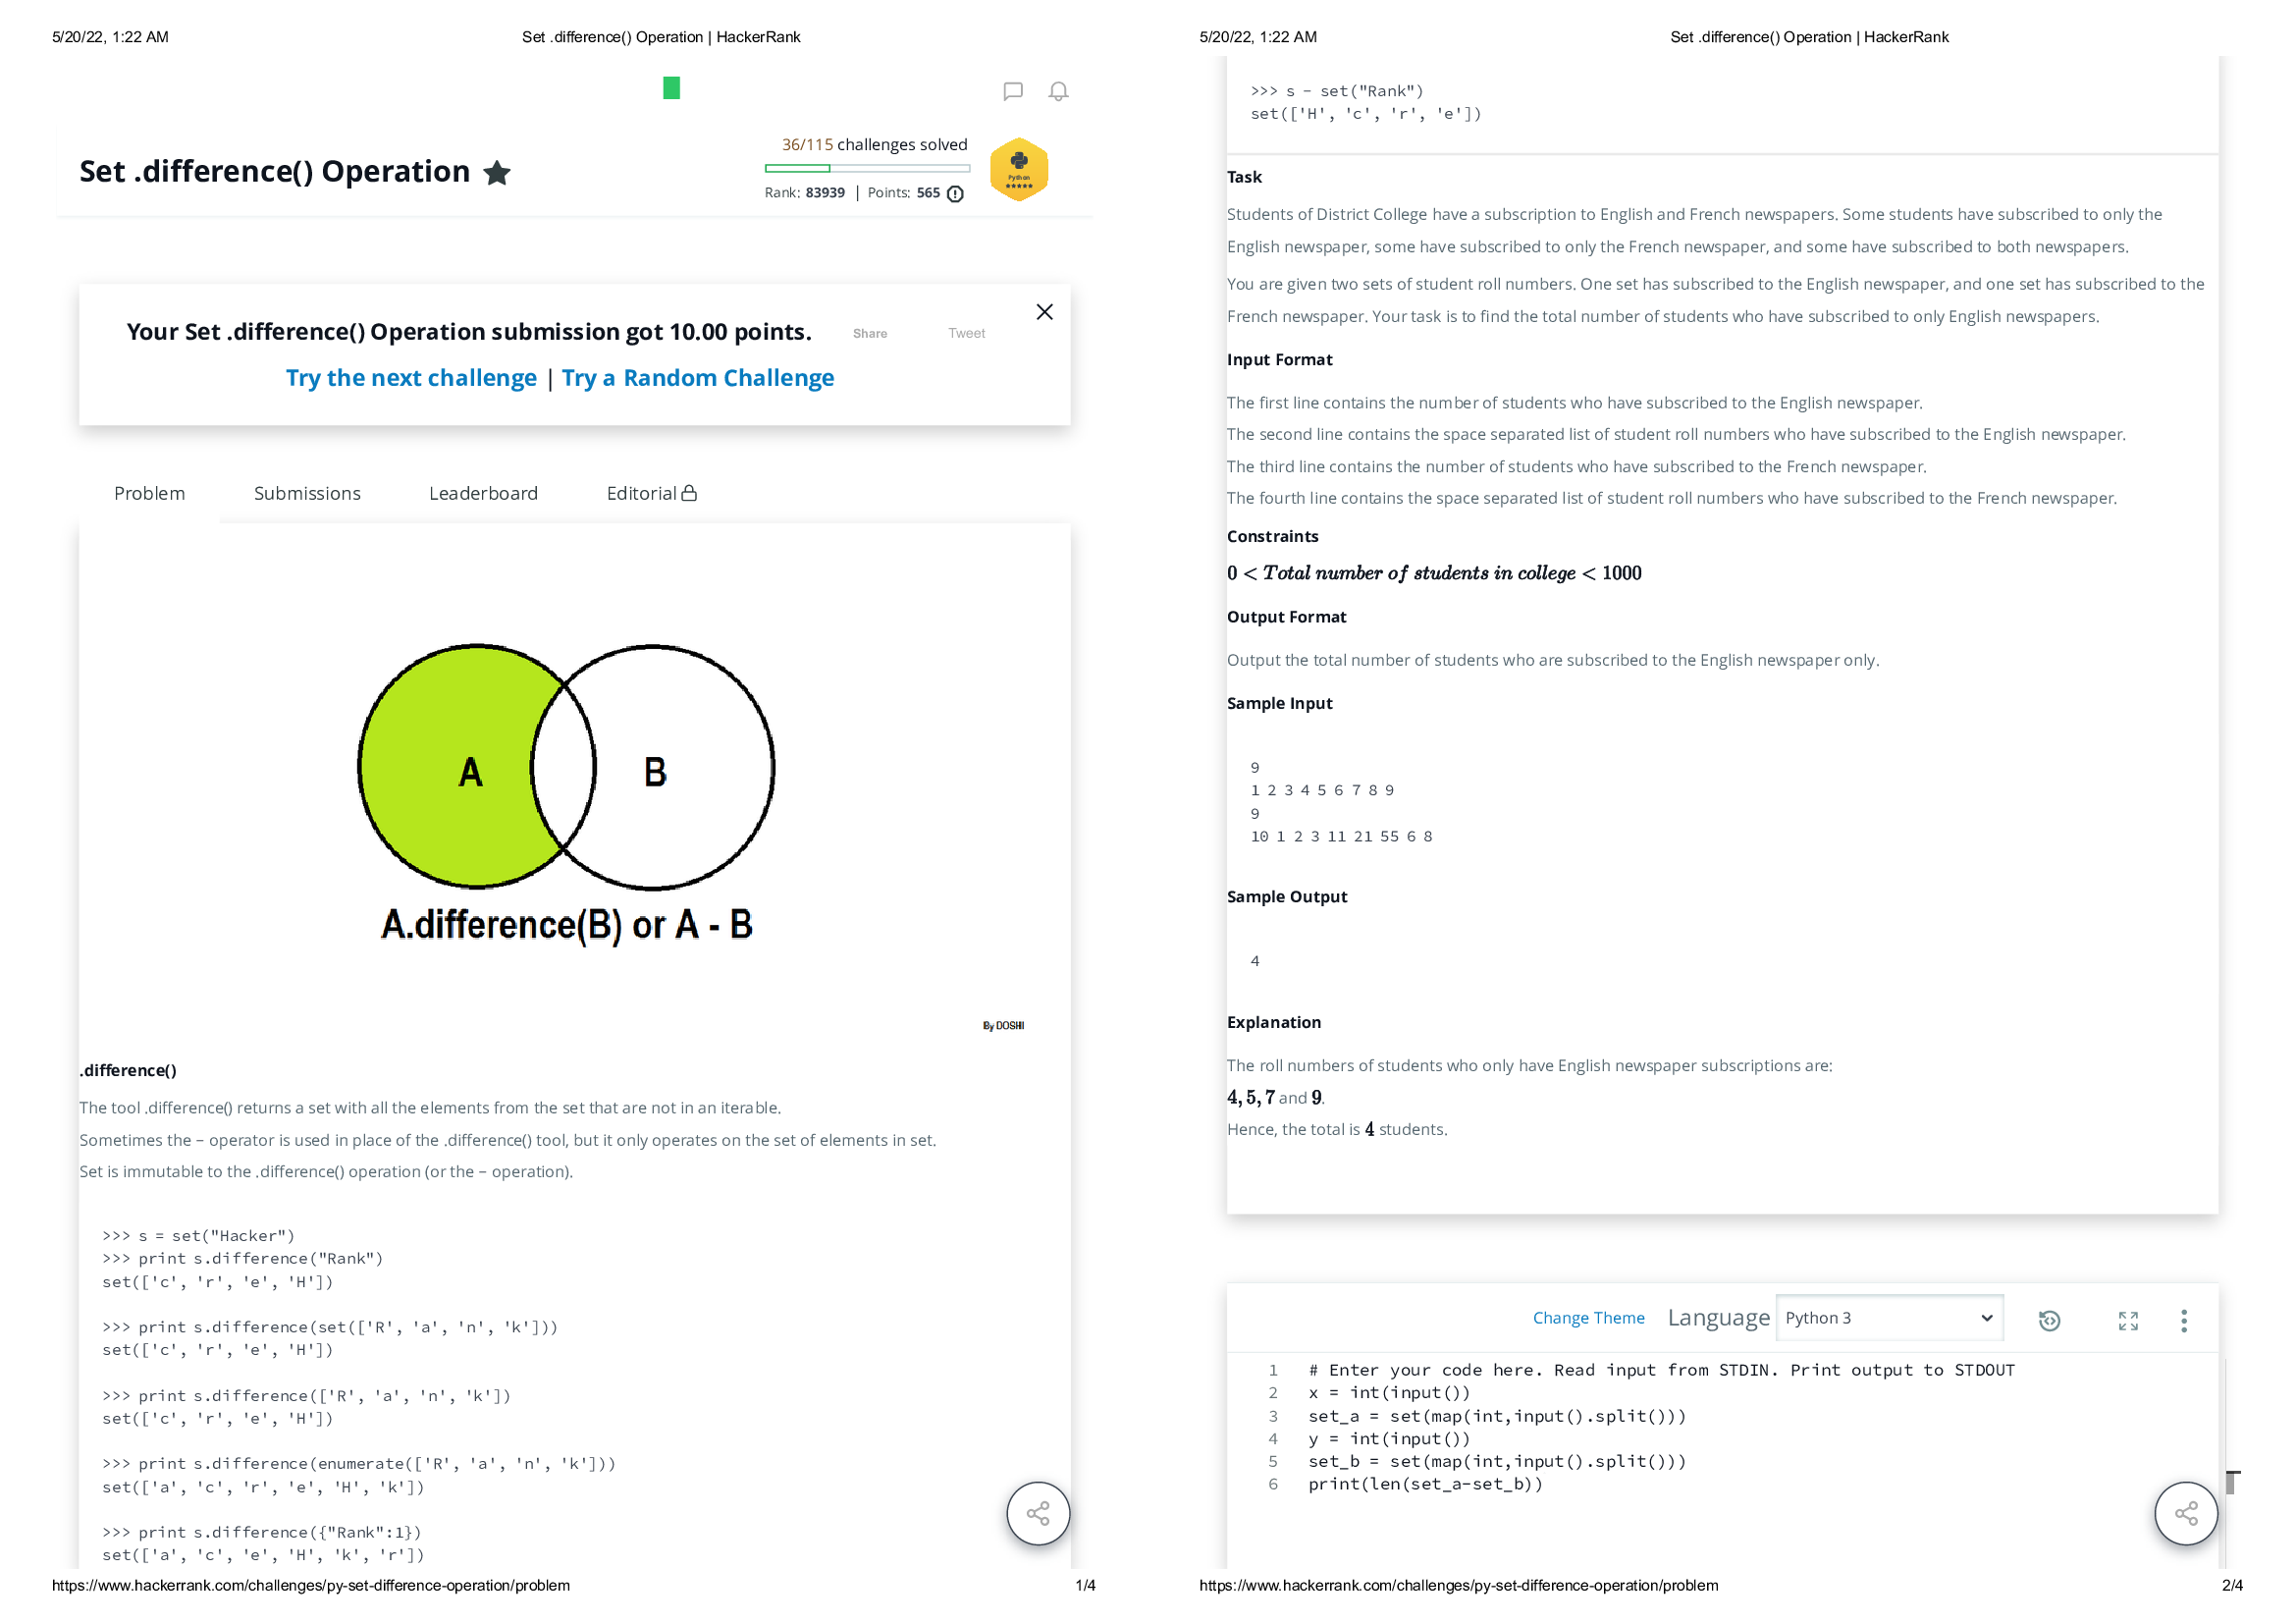 5/20/22, 1:22 AM
Set .difference() Operation | HackerRank
36/115 challenges solved
Set .difference() Operation
Rank: 83939 | Points: 565
Python
Your Set .difference() Operation submission got 10.00 points.
Share
Tweet
Try the next challenge | Try a Random Challenge
Problem
Submissions
Leaderboard
Editorial
A
B
A.difference(B) or A - B
By DOSHI
.difference()
The tool .difference() returns a set with all the elements from the set that are not in an iterable.
Sometimes the - operator is used in place of the .difference() tool, but it only operates on the set of elements in set.
Set is immutable to the .difference() operation (or the - operation).
>>> s = set("Hacker")
>>> print s.difference("Rank")
set(['c', 'r', 'e', 'H'])
>>> print s.difference(set(['R', 'a', 'n', 'k']))
set(['c', 'r', 'e', 'H'])
>>> print s.difference(['R', 'a', 'n', 'k'])
set(['c', 'r', 'e', 'H'])
>>> print s.difference(enumerate(['R', 'a', 'n', 'k']))
set(['a', 'c', 'r', 'e', 'H', 'k'])
>>> print s.difference({"Rank":1})
set(['a', 'c', 'e', 'H', 'k', 'r'])
https://www.hackerrank.com/challenges/py-set-difference-operation/problem
1/4
5/20/22, 1:22 AM
Set .difference() Operation | HackerRank
>>> s - set("Rank")
set(['H', 'c', 'r', 'e'])
Task
Students of District College have a subscription to English and French newspapers. Some students have subscribed to only the
English newspaper, some have subscribed to only the French newspaper, and some have subscribed to both newspapers.
You are given two sets of student roll numbers. One set has subscribed to the English newspaper, and one set has subscribed to the
French newspaper. Your task is to find the total number of students who have subscribed to only English newspapers.
Input Format
The first line contains the number of students who have subscribed to the English newspaper.
The second line contains the space separated list of student roll numbers who have subscribed to the English newspaper.
The third line contains the number of students who have subscribed to the French newspaper.
The fourth line contains the space separated list of student roll numbers who have subscribed to the French newspaper.
Constraints
0 < Total number of students in college < 1000
Output Format
Output the total number of students who are subscribed to the English newspaper only.
Sample Input
9
1 2 3 4 5 6 7 8 9
9
10 1 2 3 11 21 55 6 8
Sample Output
4
Explanation
The roll numbers of students who only have English newspaper subscriptions are:
4, 5, 7 and 9.
Hence, the total is 4 students.
Change Theme
Language
Python 3
1 # Enter your code here. Read input from STDIN. Print output to STDOUT
2 x = int(input())
3 set_a = set(map(int,input().split()))
4 y = int(input())
5 set_b = set(map(int,input().split()))
6 print(len(set_a-set_b))
https://www.hackerrank.com/challenges/py-set-difference-operation/problem
2/4